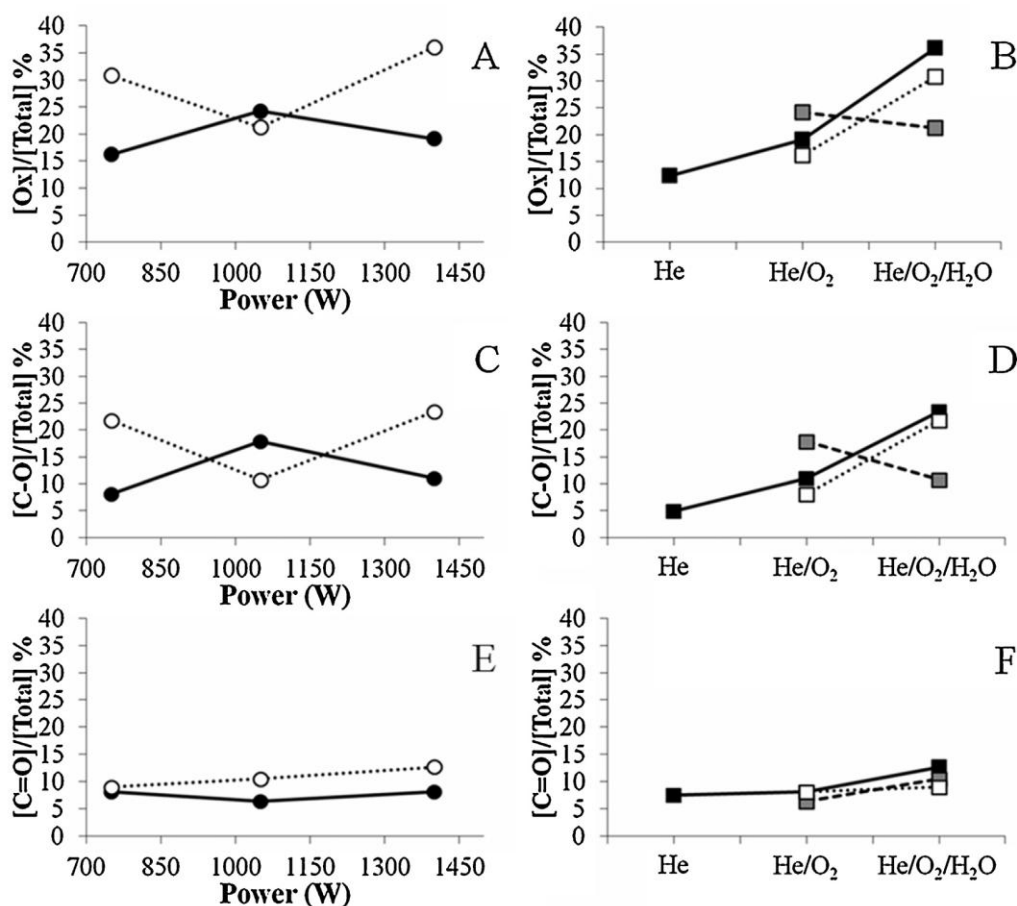 [Ox]/[Total] %
40
35
30
25
20
15
10
5
0
A
700 850 1000 1150 1300 1450
Power (W)
[Ox]/[Total] %
40
35
30
25
20
15
10
5
0
B
He He/O₂ He/O₂/H₂O
[C-O]/[Total] %
40
35
30
25
20
15
10
5
0
C
700 850 1000 1150 1300 1450
Power (W)
[C-O]/[Total] %
40
35
30
25
20
15
10
5
0
D
He He/O₂ He/O₂/H₂O
[C=O]/[Total] %
40
35
30
25
20
15
10
5
0
E
700 850 1000 1150 1300 1450
Power (W)
[C=O]/[Total] %
40
35
30
25
20
15
10
5
0
F
He He/O₂ He/O₂/H₂O